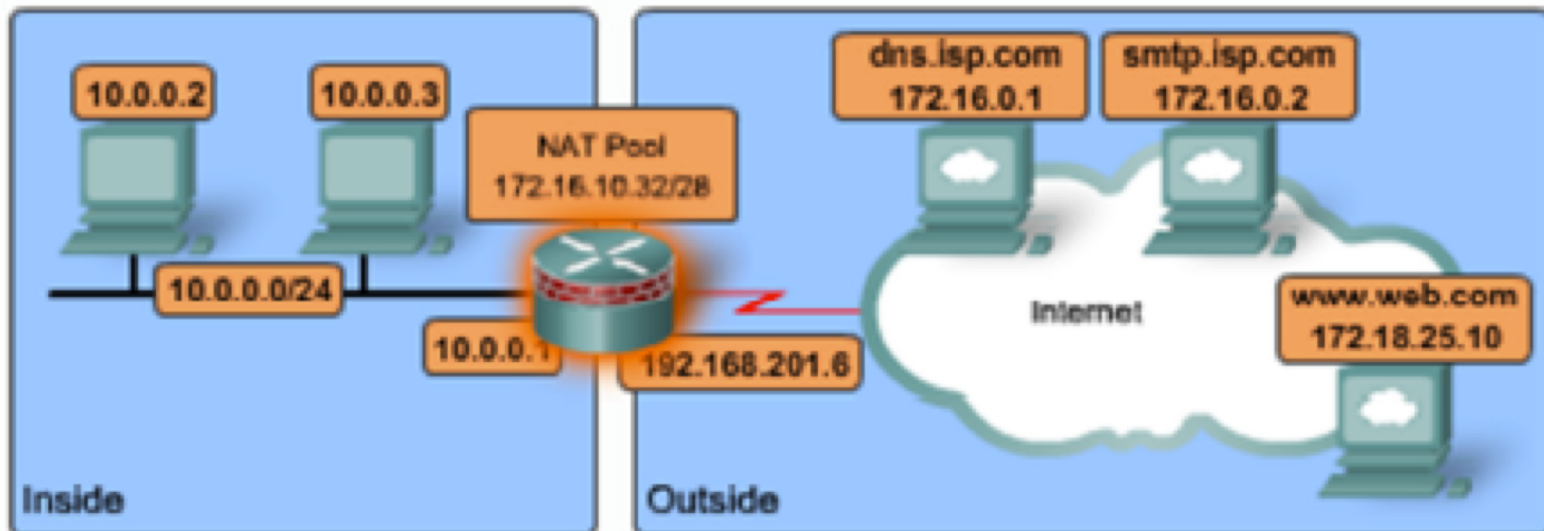 10.0.0.2
10.0.0.3
NAT Pool
172.16.10.32/28
10.0.0.0/24
10.0.0.1
192.168.201.6
Inside
dns.isp.com
172.16.0.1
smtp.isp.com
172.16.0.2
Internet
www.web.com
172.18.25.10
Outside